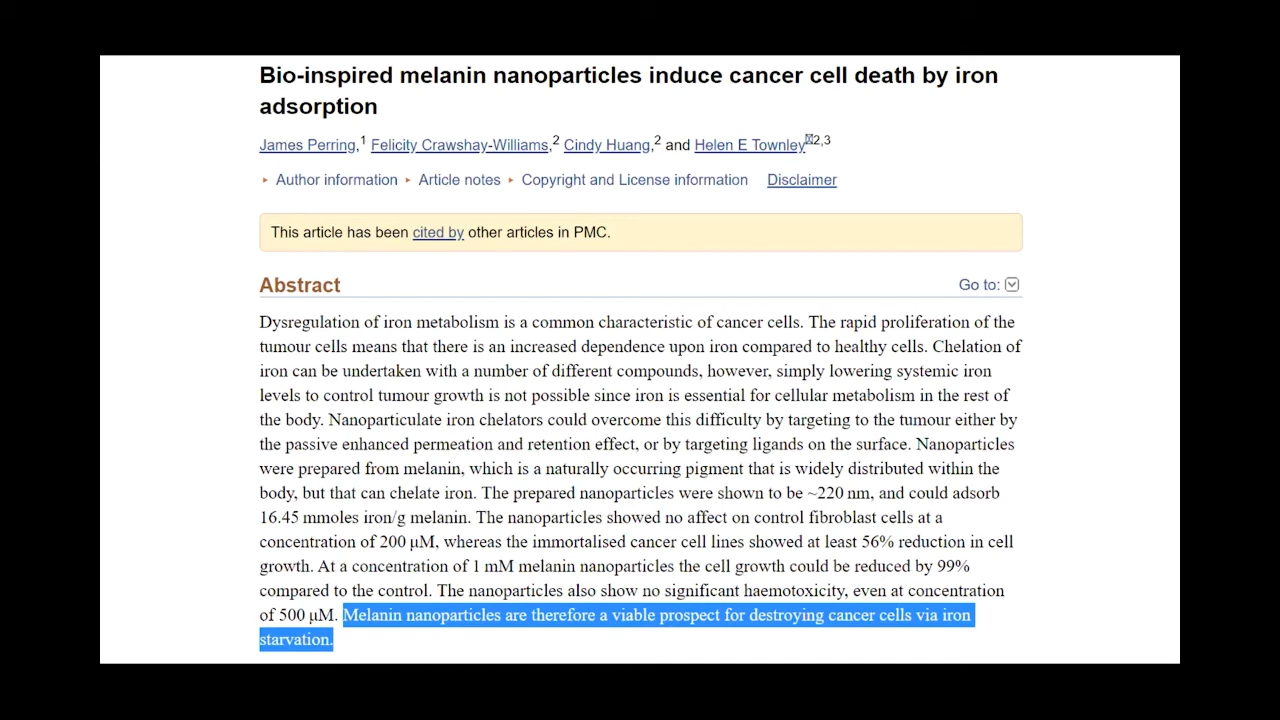 Bio-inspired melanin nanoparticles induce cancer cell death by iron
adsorption
James Perring,1 Felicity Crawshay-Williams,2 Cindy Huang,2 and Helen E Townley2,3
▸ Author information ▸ Article notes ▸ Copyright and License information Disclaimer
This article has been cited by other articles in PMC.
Abstract Go to:
Dysregulation of iron metabolism is a common characteristic of cancer cells. The rapid proliferation of the
tumour cells means that there is an increased dependence upon iron compared to healthy cells. Chelation of
iron can be undertaken with a number of different compounds, however, simply lowering systemic iron
levels to control tumour growth is not possible since iron is essential for cellular metabolism in the rest of
the body. Nanoparticulate iron chelators could overcome this difficulty by targeting to the tumour either by
the passive enhanced permeation and retention effect, or by targeting ligands on the surface. Nanoparticles
were prepared from melanin, which is a naturally occurring pigment that is widely distributed within the
body, but that can chelate iron. The prepared nanoparticles were shown to be ~220 nm, and could adsorb
16.45 mmoles iron/g melanin. The nanoparticles showed no affect on control fibroblast cells at a
concentration of 200 μM, whereas the immortalised cancer cell lines showed at least 56% reduction in cell
growth. At a concentration of 1 mM melanin nanoparticles the cell growth could be reduced by 99%
compared to the control. The nanoparticles also show no significant haemotoxicity, even at concentration
of 500 μM. Melanin nanoparticles are therefore a viable prospect for destroying cancer cells via iron
starvation.